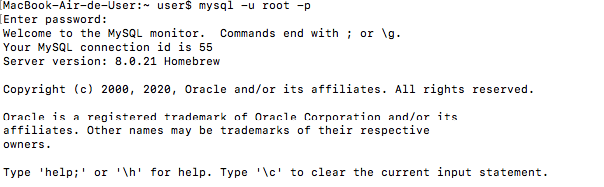 [MacBook-Air-de-User:~ user$ mysql -u root -p
[Enter password:
Welcome to the MySQL monitor.  Commands end with ; or \g.
Your MySQL connection id is 55
Server version: 8.0.21 Homebrew
Copyright (c) 2000, 2020, Oracle and/or its affiliates. All rights reserved.
Oracle is a registered trademark of Oracle Corporation and/or its
affiliates. Other names may be trademarks of their respective
owners.
Type 'help;' or '\h' for help. Type '\c' to clear the current input statement.